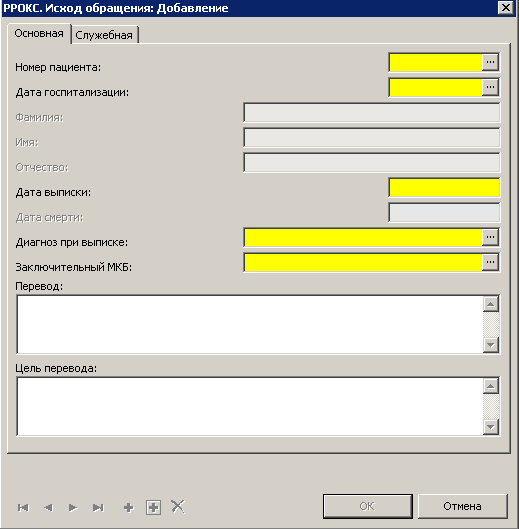 РРОКС. Исход обращения: Добавление
Основная Служебная
Номер пациента: ...
Дата госпитализации: ...
Фамилия:
Имя:
Отчество:
Дата выписки:
Дата смерти:
Диагноз при выписке: ...
Заключительный МКБ: ...
Перевод:
Цель перевода:
OK Отмена